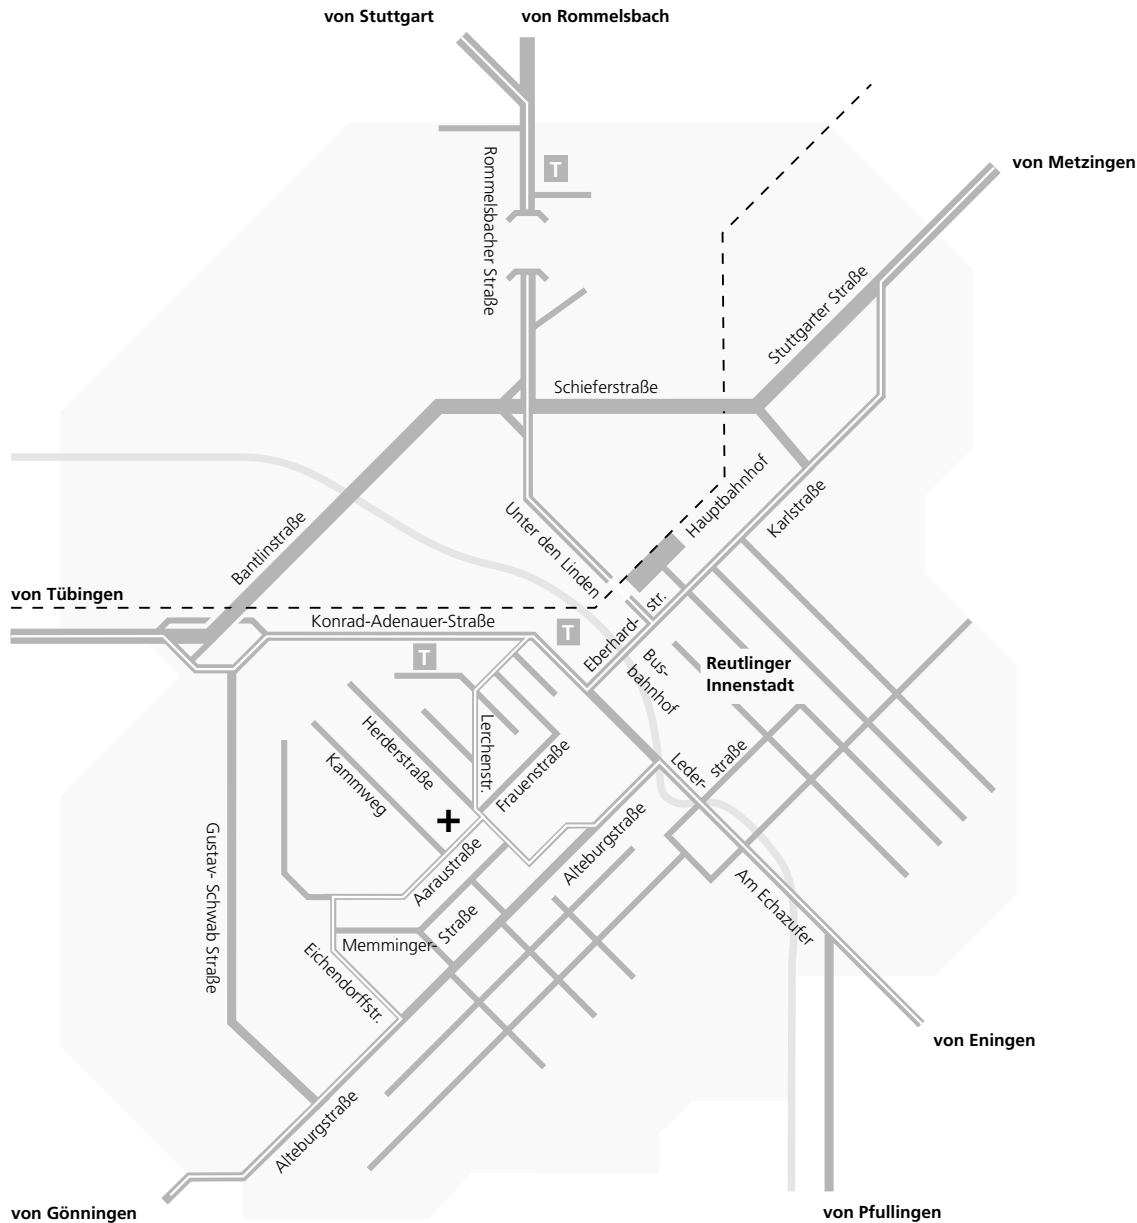 von Stuttgart
von Rommelsbach
von Metzingen
T
Rommelsbacher Straße
Stuttgarter Straße
Schieferstraße
Hauptbahnhof
Karlstraße
Unter den Linden
Bantlinstraße
von Tübingen
Konrad-Adenauer-Straße
T
Eberhard-
str.
Bus-
bahnhof
Reutlinger
Innenstadt
T
Herderstraße
Kammweg
Lerchenstr.
Frauenstraße
Leder-
straße
Gustav- Schwab Straße
Aaraustraße
Alteburgstraße
Am Echazufer
Memminger-
Straße
Eichendorffstr.
von Eningen
Alteburgstraße
von Gönningen
von Pfullingen